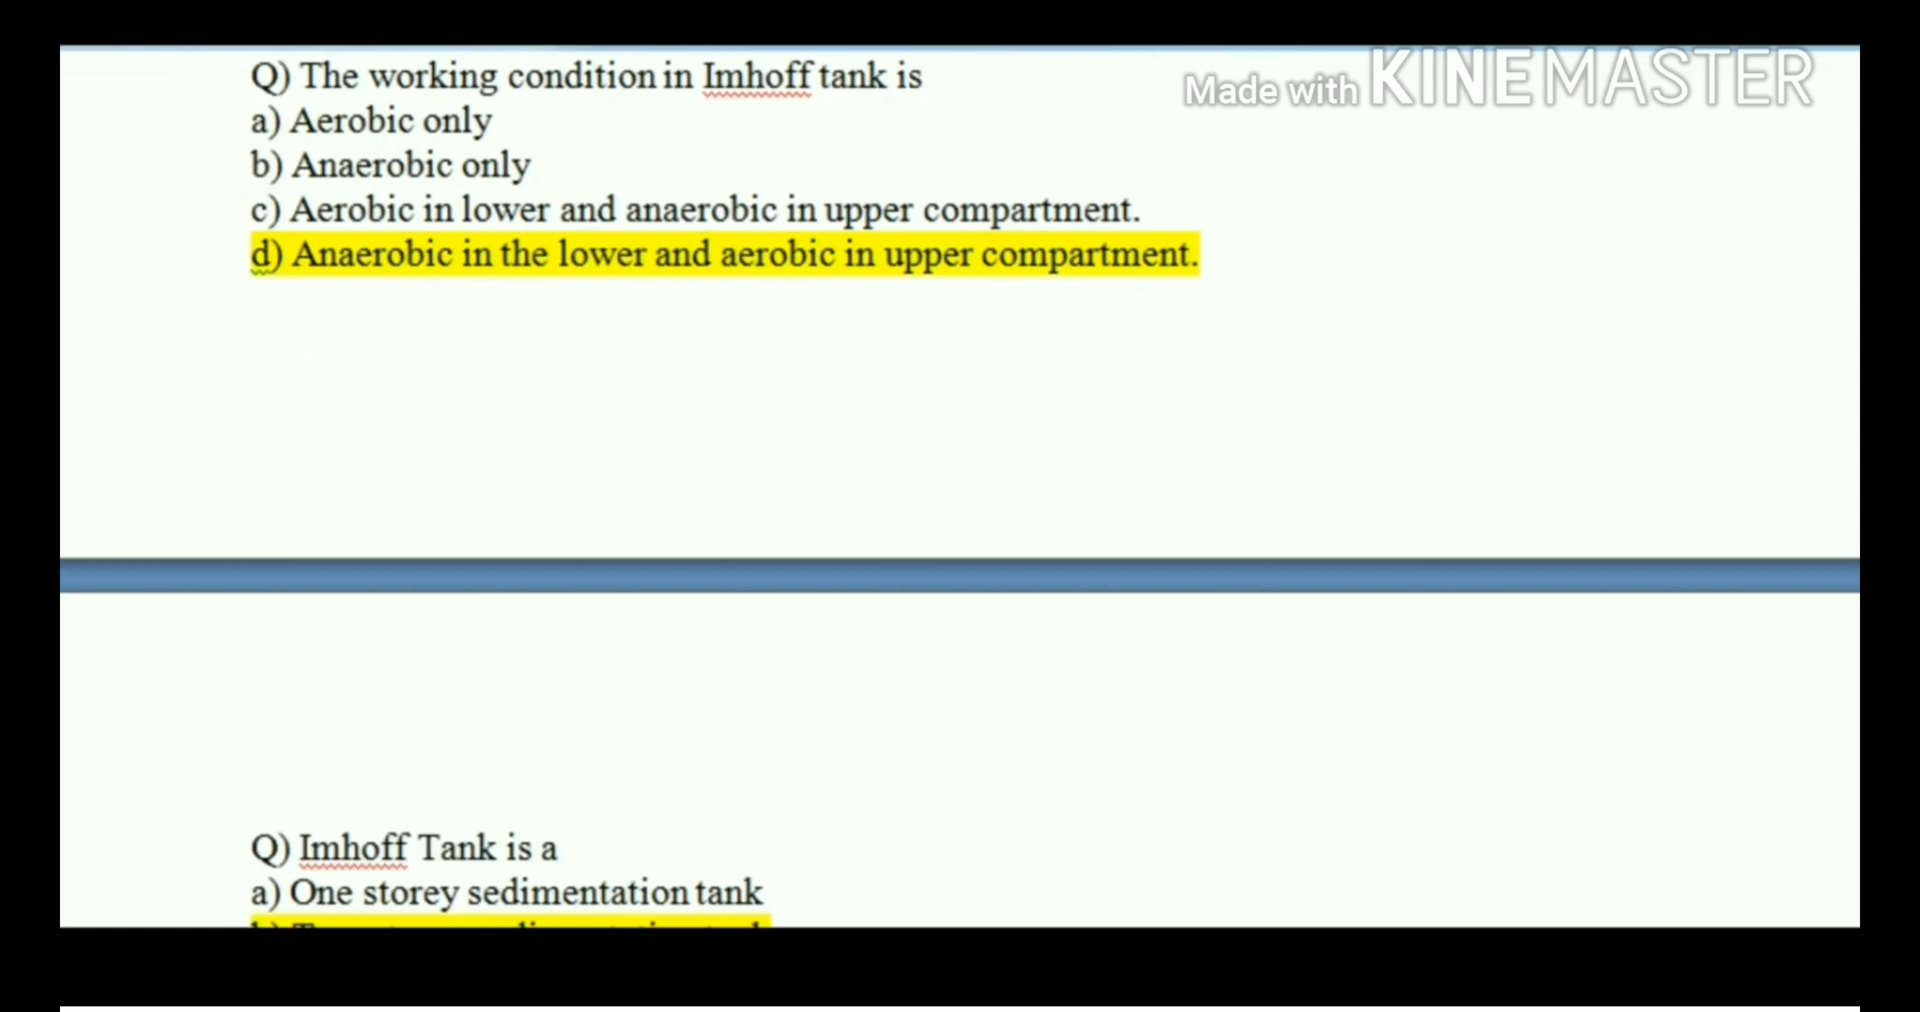 Made with KINEMASTER
Q) The working condition in Imhoff tank is
a) Aerobic only
b) Anaerobic only
c) Aerobic in lower and anaerobic in upper compartment.
d) Anaerobic in the lower and aerobic in upper compartment.
Q) Imhoff Tank is a
a) One storey sedimentation tank